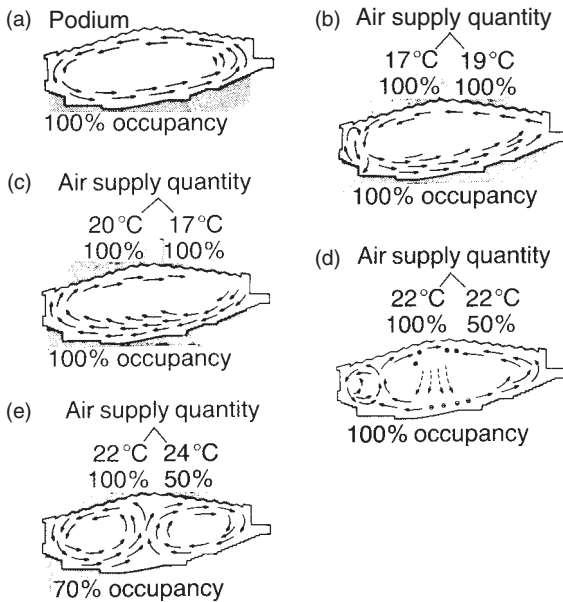 (a) Podium
100% occupancy
(b) Air supply quantity
17°C 19°C
100% 100%
100% occupancy
(c) Air supply quantity
20°C 17°C
100% 100%
100% occupancy
(d) Air supply quantity
22°C 22°C
100% 50%
100% occupancy
(e) Air supply quantity
22°C 24°C
100% 50%
70% occupancy